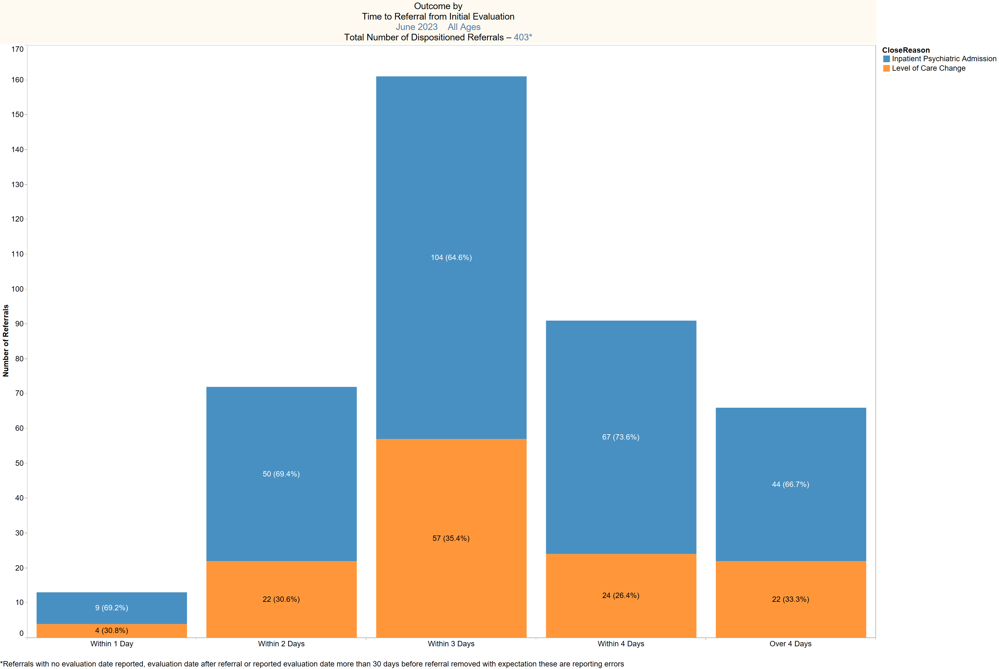 Outcome by
Time to Referral from Initial Evaluation
June 2023 All Ages
Total Number of Dispositioned Referrals – 403*
CloseReason
Inpatient Psychiatric Admission
Level of Care Change
Number of Referrals
170
160
150
140
130
120
110
100
90
80
70
60
50
40
30
20
10
0
9 (69.2%)
4 (30.8%)
50 (69.4%)
22 (30.6%)
104 (64.6%)
57 (35.4%)
67 (73.6%)
24 (26.4%)
44 (66.7%)
22 (33.3%)
Within 1 Day
Within 2 Days
Within 3 Days
Within 4 Days
Over 4 Days
*Referrals with no evaluation date reported, evaluation date after referral or reported evaluation date more than 30 days before referral removed with expectation these are reporting errors